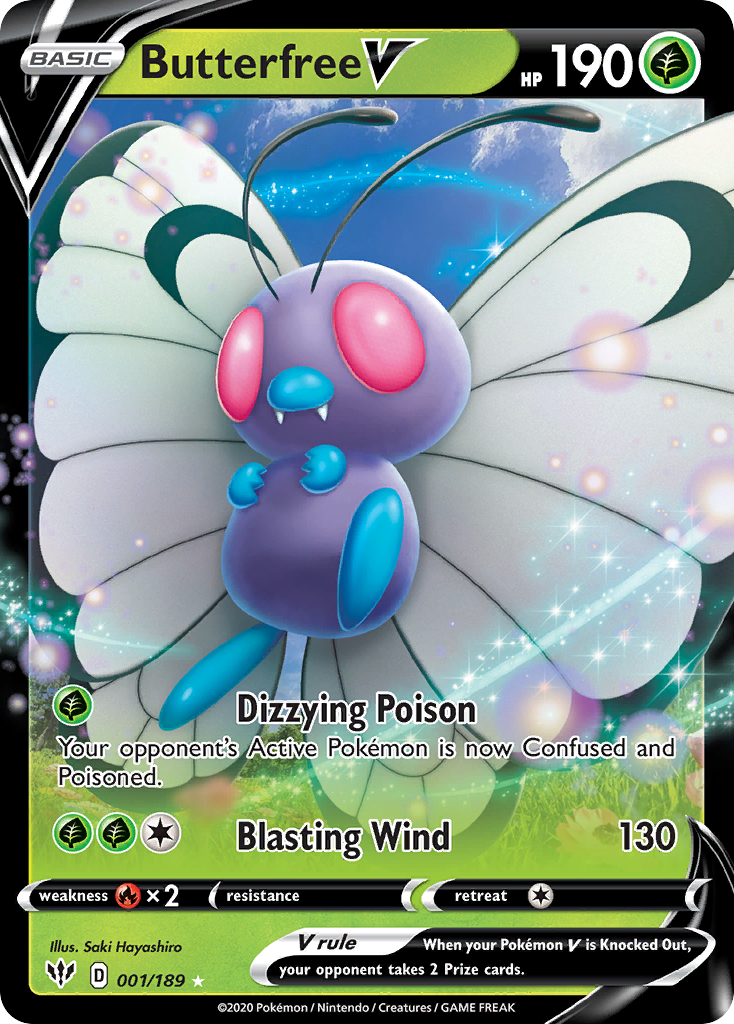 BASIC
Butterfree V
HP 190
Dizzying Poison
Your opponent's Active Pokémon is now Confused and
Poisoned.
Blasting Wind 130
weakness ×2 resistance retreat
Illus. Saki Hayashiro
V rule When your Pokémon V is Knocked Out,
your opponent takes 2 Prize cards.
D 001/189
©2020 Pokémon / Nintendo / Creatures / GAME FREAK